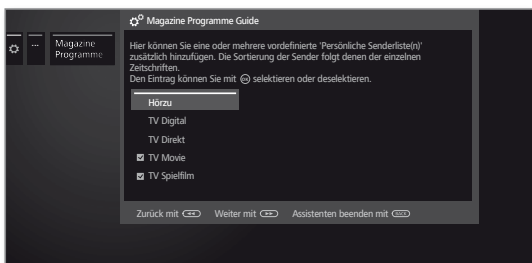 Magazine Programme Guide
...
Magazine
Programme
Hier können Sie eine oder mehrere vordefinierte 'Persönliche Senderliste(n)'
zusätzlich hinzufügen. Die Sortierung der Sender folgt denen der einzelnen
Zeitschriften.
Den Eintrag können Sie mit OK selektieren oder deselektieren.
Hörzu
TV Digital
TV Direkt
TV Movie
TV Spielfilm
Zurück mit Weiter mit Assistenten beenden mit BACK